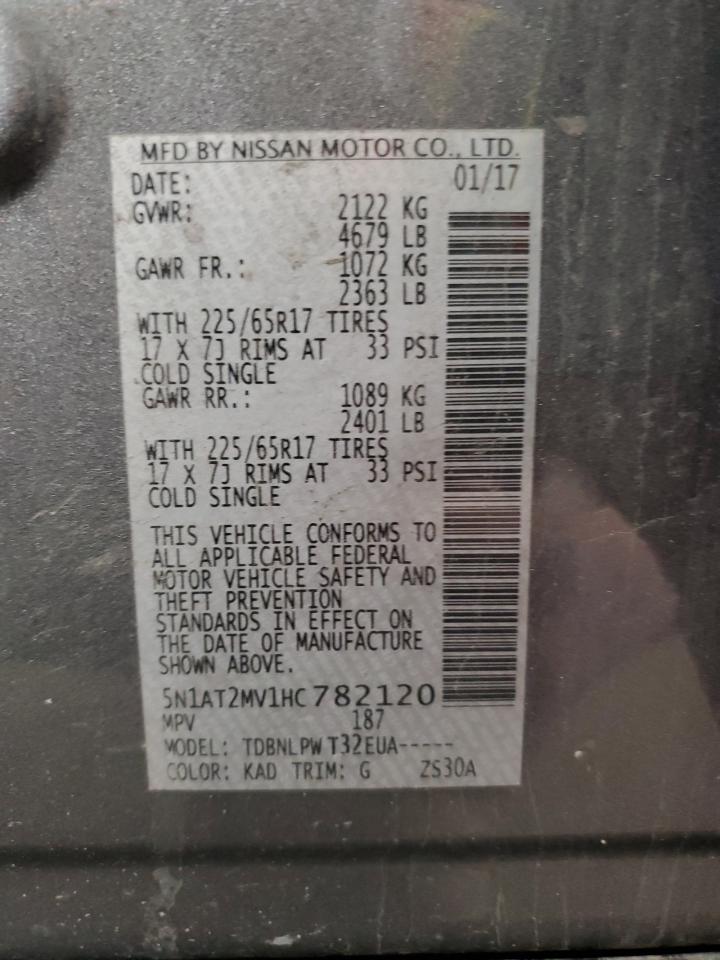 MFD BY NISSAN MOTOR CO., LTD.
DATE: 01/17
GVWR: 2122 KG
4679 LB
GAWR FR.: 1072 KG
2363 LB
WITH 225/65R17 TIRES
17 X 7J RIMS AT 33 PSI
COLD SINGLE
GAWR RR.: 1089 KG
2401 LB
WITH 225/65R17 TIRES
17 X 7J RIMS AT 33 PSI
COLD SINGLE
THIS VEHICLE CONFORMS TO
ALL APPLICABLE FEDERAL
MOTOR VEHICLE SAFETY AND
THEFT PREVENTION
STANDARDS IN EFFECT ON
THE DATE OF MANUFACTURE
SHOWN ABOVE.
5N1AT2MV1HC782120
MPV 187
MODEL: TDBNLPW T32EUA-----
COLOR: KAD TRIM: G ZS30A